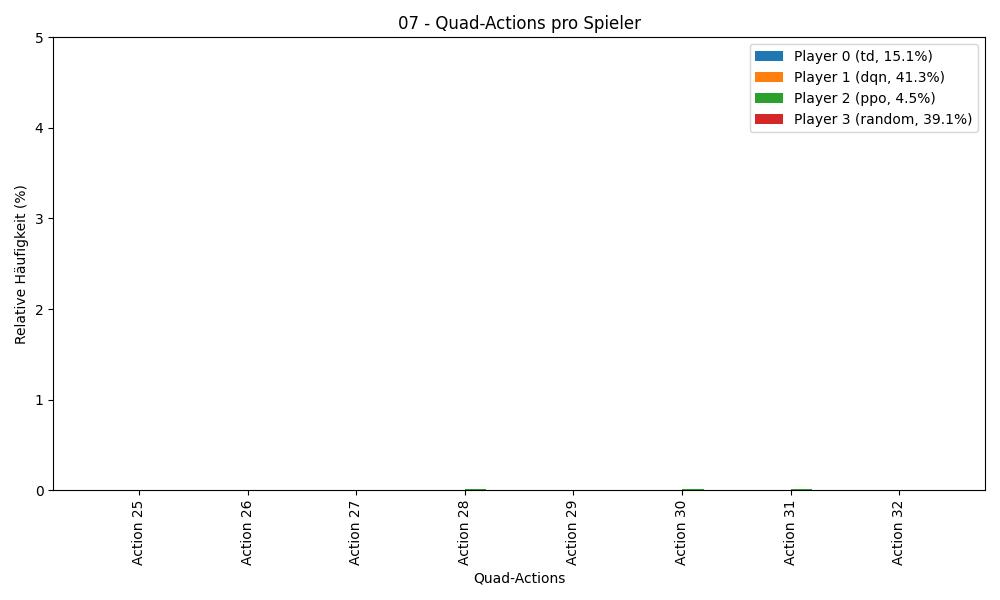 07 - Quad-Actions pro Spieler
Player 0 (td, 15.1%)
Player 1 (dqn, 41.3%)
Player 2 (ppo, 4.5%)
Player 3 (random, 39.1%)
Relative Häufigkeit (%)
5
4
3
2
1
0
Action 25
Action 26
Action 27
Action 28
Action 29
Action 30
Action 31
Action 32
Quad-Actions